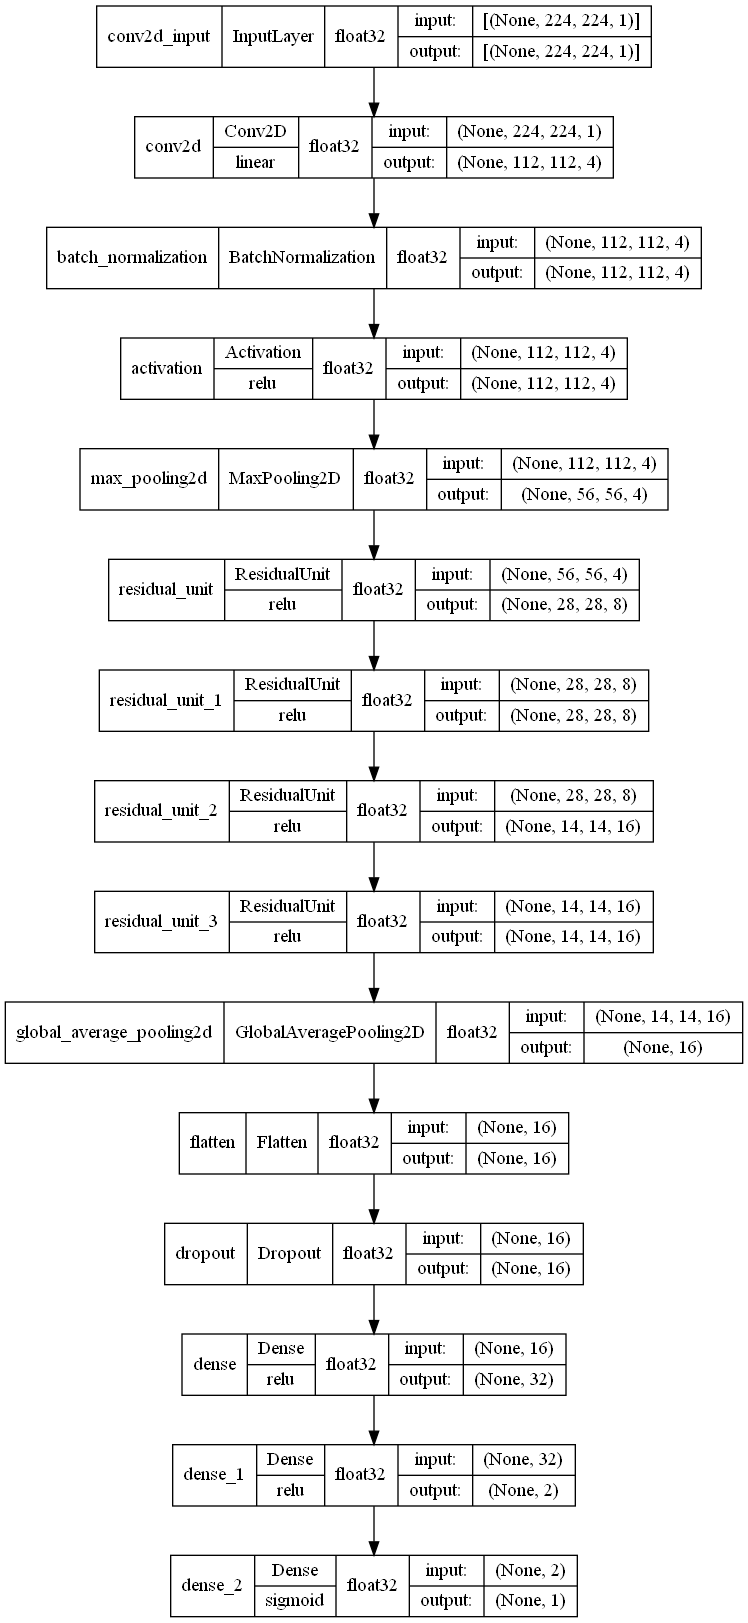 conv2d_input InputLayer float32 input: [(None, 224, 224, 1)]
output: [(None, 224, 224, 1)]
conv2d Conv2D linear float32 input: (None, 224, 224, 1)
output: (None, 112, 112, 4)
batch_normalization BatchNormalization float32 input: (None, 112, 112, 4)
output: (None, 112, 112, 4)
activation Activation relu float32 input: (None, 112, 112, 4)
output: (None, 112, 112, 4)
max_pooling2d MaxPooling2D float32 input: (None, 112, 112, 4)
output: (None, 56, 56, 4)
residual_unit ResidualUnit relu float32 input: (None, 56, 56, 4)
output: (None, 28, 28, 8)
residual_unit_1 ResidualUnit relu float32 input: (None, 28, 28, 8)
output: (None, 28, 28, 8)
residual_unit_2 ResidualUnit relu float32 input: (None, 28, 28, 8)
output: (None, 14, 14, 16)
residual_unit_3 ResidualUnit relu float32 input: (None, 14, 14, 16)
output: (None, 14, 14, 16)
global_average_pooling2d GlobalAveragePooling2D float32 input: (None, 14, 14, 16)
output: (None, 16)
flatten Flatten float32 input: (None, 16)
output: (None, 16)
dropout Dropout float32 input: (None, 16)
output: (None, 16)
dense Dense relu float32 input: (None, 16)
output: (None, 32)
dense_1 Dense relu float32 input: (None, 32)
output: (None, 2)
dense_2 Dense sigmoid float32 input: (None, 2)
output: (None, 1)